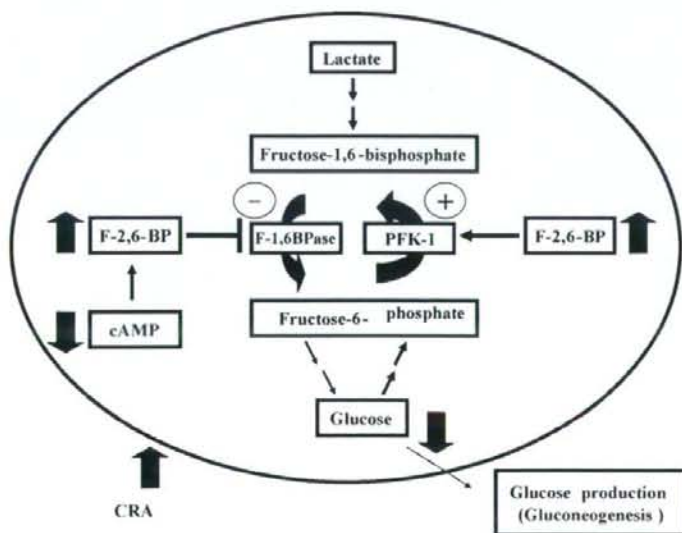 Lactate
Fructose-1,6-bisphosphate
− +
F-2,6-BP F-1,6BPase PFK-1 F-2,6-BP
cAMP Fructose-6- phosphate
Glucose
CRA
Glucose production
(Gluconeogenesis)